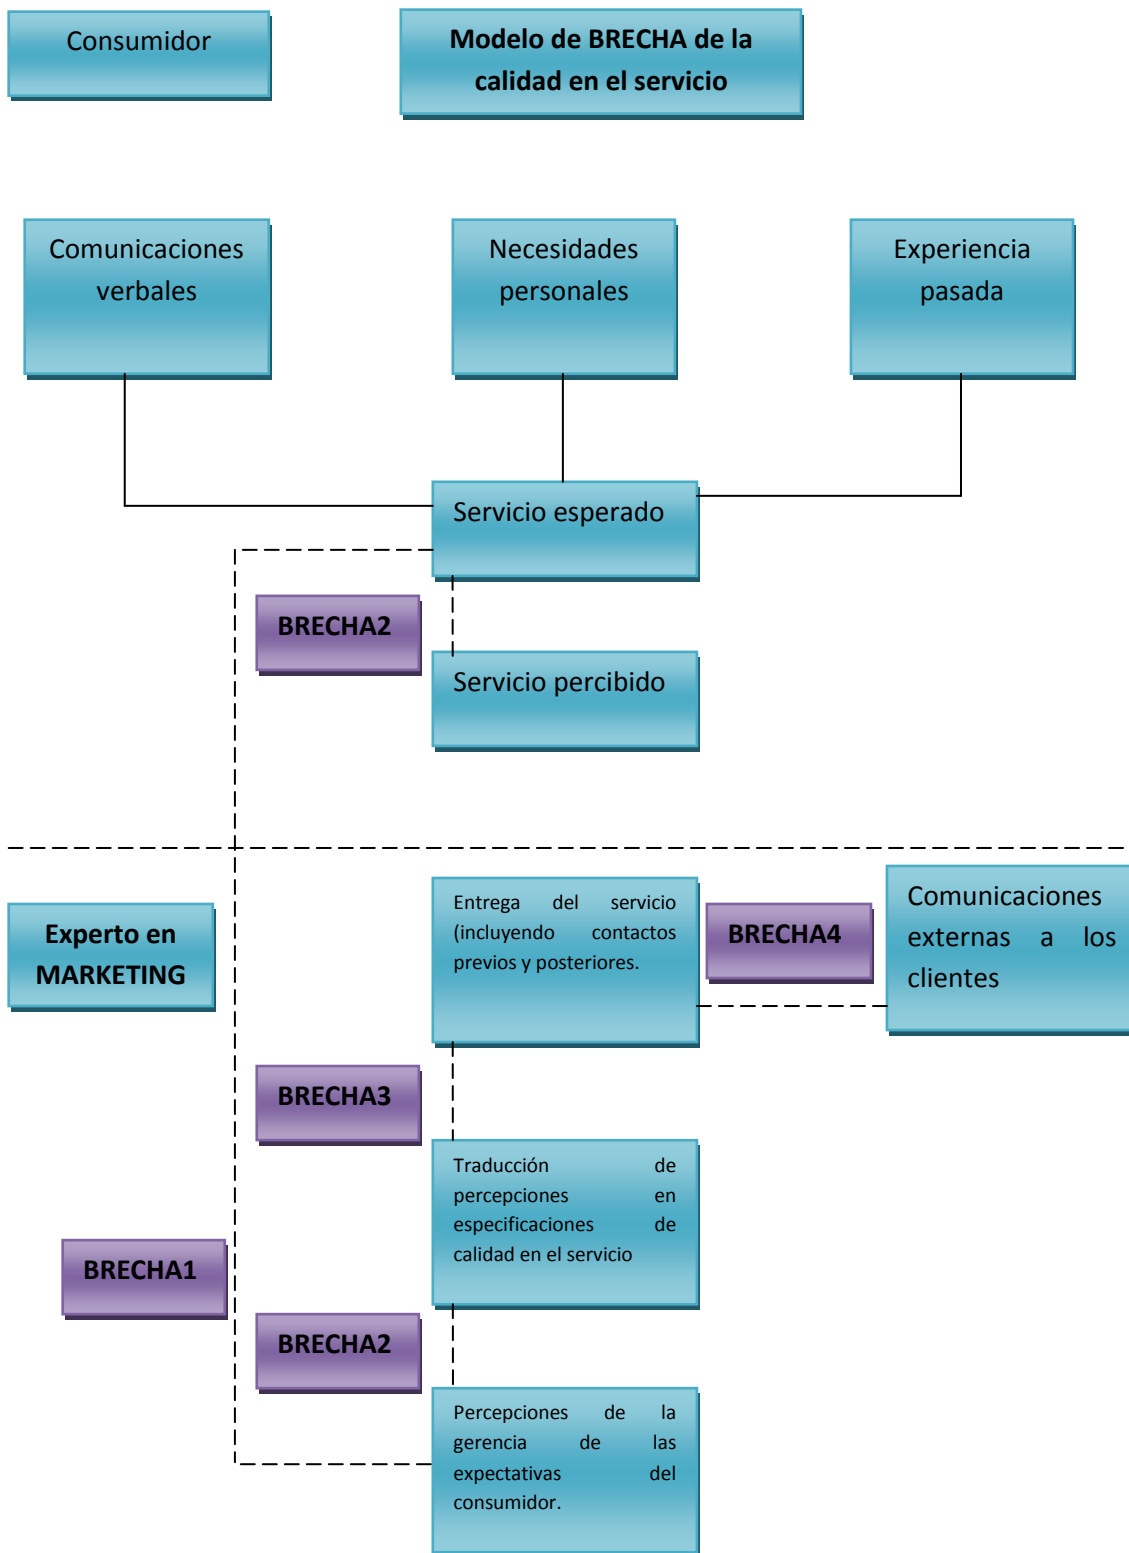 Consumidor
Modelo de BRECHA de la
calidad en el servicio
Comunicaciones
verbales
Necesidades
personales
Experiencia
pasada
Servicio esperado
BRECHA2
Servicio percibido
Experto en
MARKETING
Entrega del servicio
(incluyendo contactos
previos y posteriores.
BRECHA4
Comunicaciones
externas a los
clientes
BRECHA3
Traducción de
percepciones en
especificaciones de
calidad en el servicio
BRECHA1
BRECHA2
Percepciones de la
gerencia de las
expectativas del
consumidor.